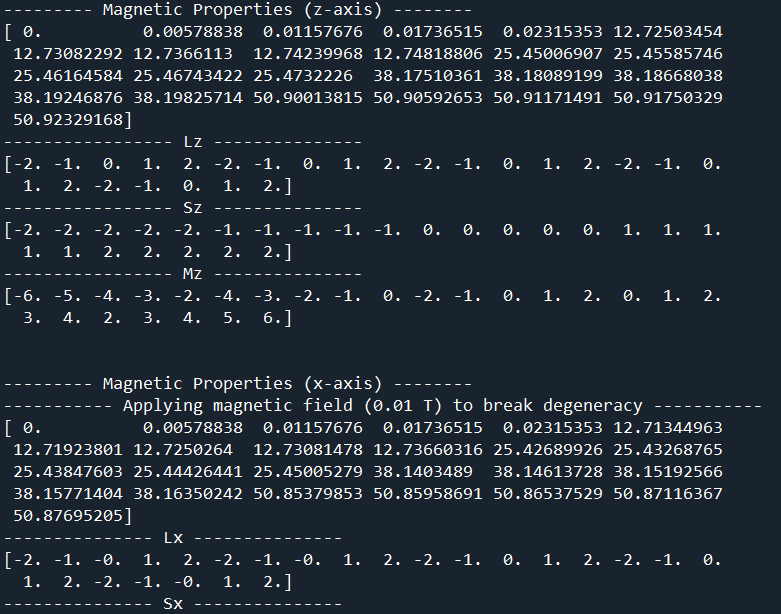 --------- Magnetic Properties (z-axis) --------
[ 0.          0.00578838  0.01157676  0.01736515  0.02315353 12.72503454
 12.73082292 12.7366113  12.74239968 12.74818806 25.45006907 25.45585746
 25.46164584 25.46743422 25.4732226  38.17510361 38.18089199 38.18668038
 38.19246876 38.19825714 50.90013815 50.90592653 50.91171491 50.91750329
 50.92329168]
----------------- Lz ---------------
[-2. -1.  0.  1.  2. -2. -1.  0.  1.  2. -2. -1.  0.  1.  2. -2. -1.  0.
  1.  2. -2. -1.  0.  1.  2.]
----------------- Sz ---------------
[-2. -2. -2. -2. -2. -1. -1. -1. -1. -1.  0.  0.  0.  0.  0.  1.  1.  1.
  1.  1.  2.  2.  2.  2.  2.]
----------------- Mz ---------------
[-6. -5. -4. -3. -2. -4. -3. -2. -1.  0. -2. -1.  0.  1.  2.  0.  1.  2.
  3.  4.  2.  3.  4.  5.  6.]
--------- Magnetic Properties (x-axis) --------
----------- Applying magnetic field (0.01 T) to break degeneracy -----------
[ 0.          0.00578838  0.01157676  0.01736515  0.02315353 12.71344963
 12.71923801 12.7250264  12.73081478 12.73660316 25.42689926 25.43268765
 25.43847603 25.44426441 25.45005279 38.1403489  38.14613728 38.15192566
 38.15771404 38.16350242 50.85379853 50.85958691 50.86537529 50.87116367
 50.87695205]
--------------- Lx ---------------
[-2. -1. -0.  1.  2. -2. -1. -0.  1.  2. -2. -1.  0.  1.  2. -2. -1.  0.
  1.  2. -2. -1. -0.  1.  2.]
--------------- Sx ---------------